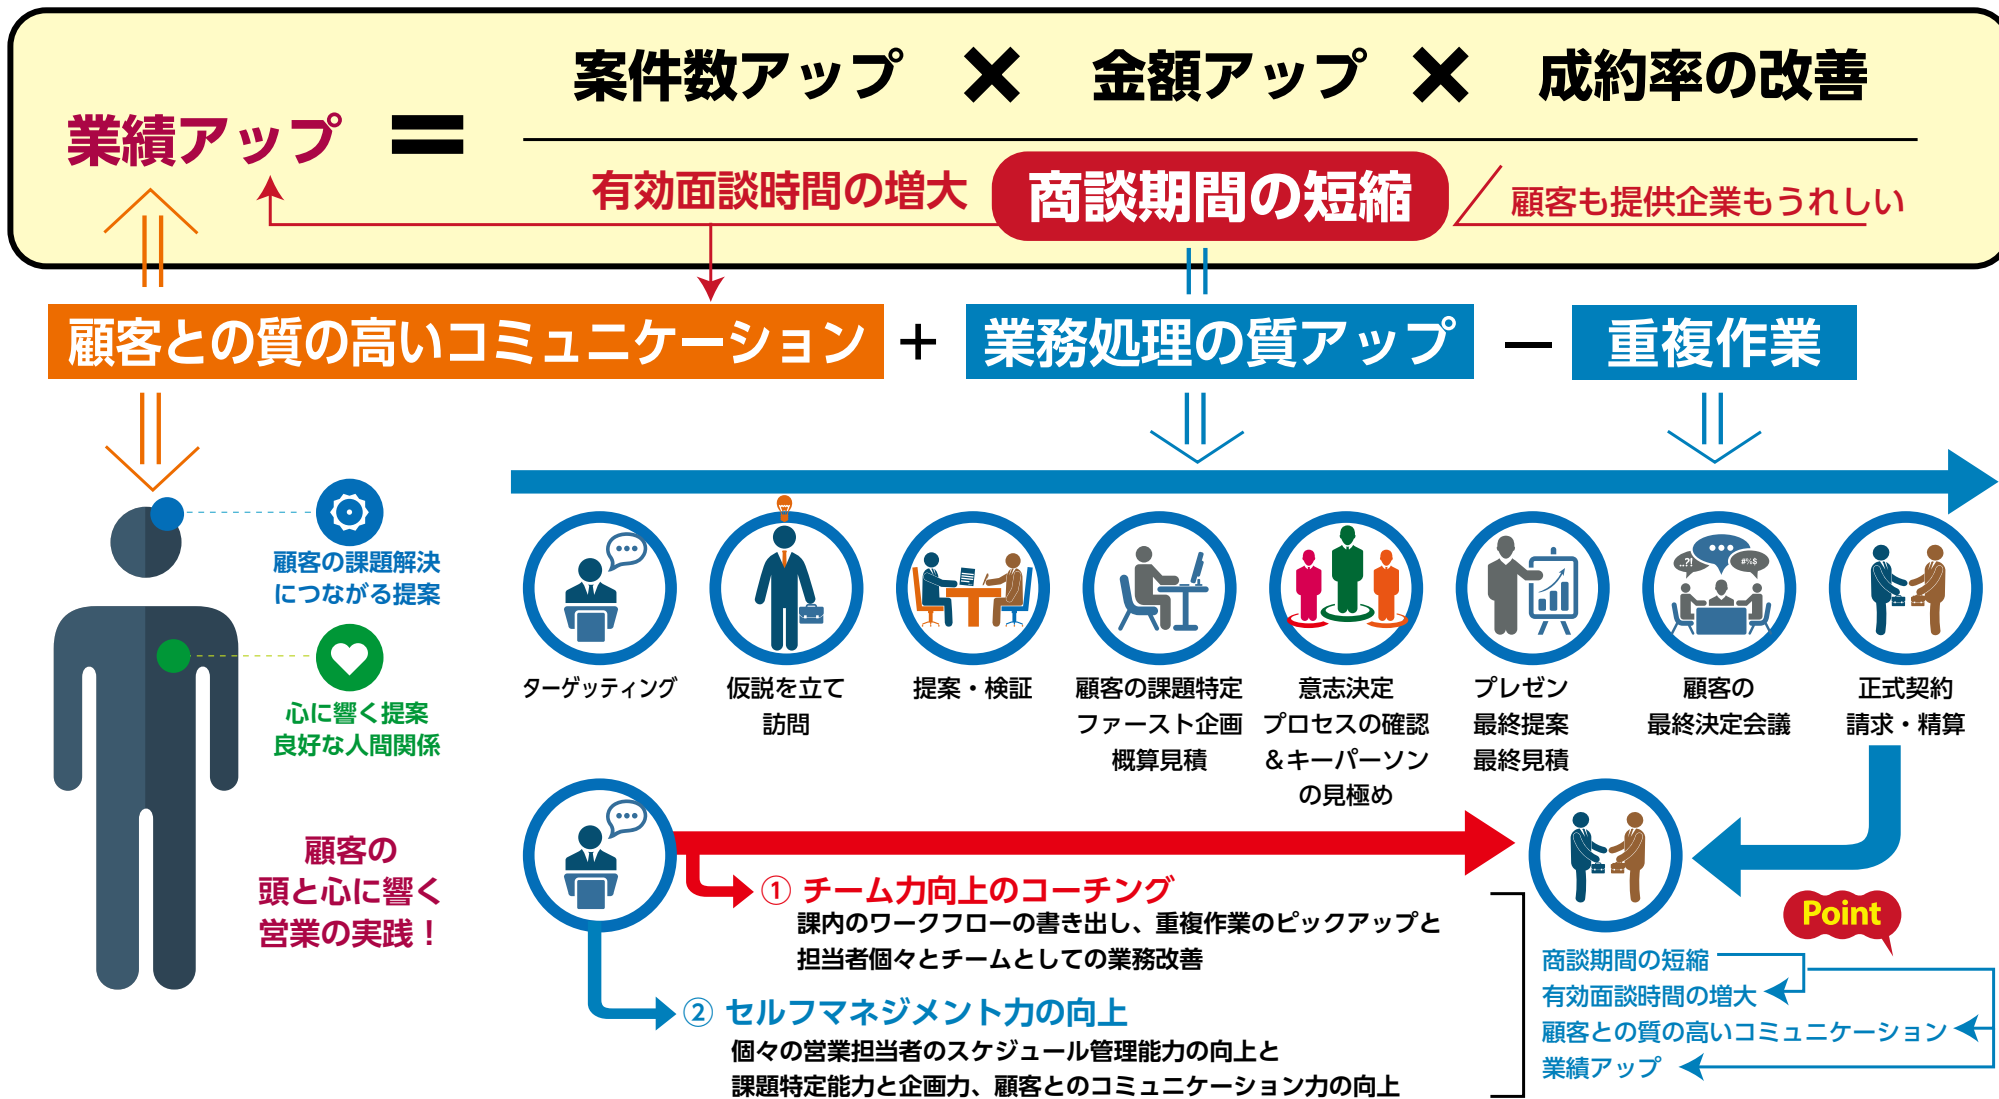 案件数アップ × 金額アップ × 成約率の改善
業績アップ =
有効面談時間の増大 商談期間の短縮 顧客も提供企業もうれしい
顧客との質の高いコミュニケーション + 業務処理の質アップ − 重複作業
顧客の課題解決
につながる提案
心に響く提案
良好な人間関係
顧客の
頭と心に響く
営業の実践！
ターゲッティング
仮説を立て
訪問
提案・検証
顧客の課題特定
ファースト企画
概算見積
意志決定
プロセスの確認
＆キーパーソン
の見極め
プレゼン
最終提案
最終見積
..?!
#%$
顧客の
最終決定会議
正式契約
請求・精算
① チーム力向上のコーチング
課内のワークフローの書き出し、重複作業のピックアップと
担当者個々とチームとしての業務改善
② セルフマネジメント力の向上
個々の営業担当者のスケジュール管理能力の向上と
課題特定能力と企画力、顧客とのコミュニケーション力の向上
Point
商談期間の短縮
有効面談時間の増大
顧客との質の高いコミュニケーション
業績アップ